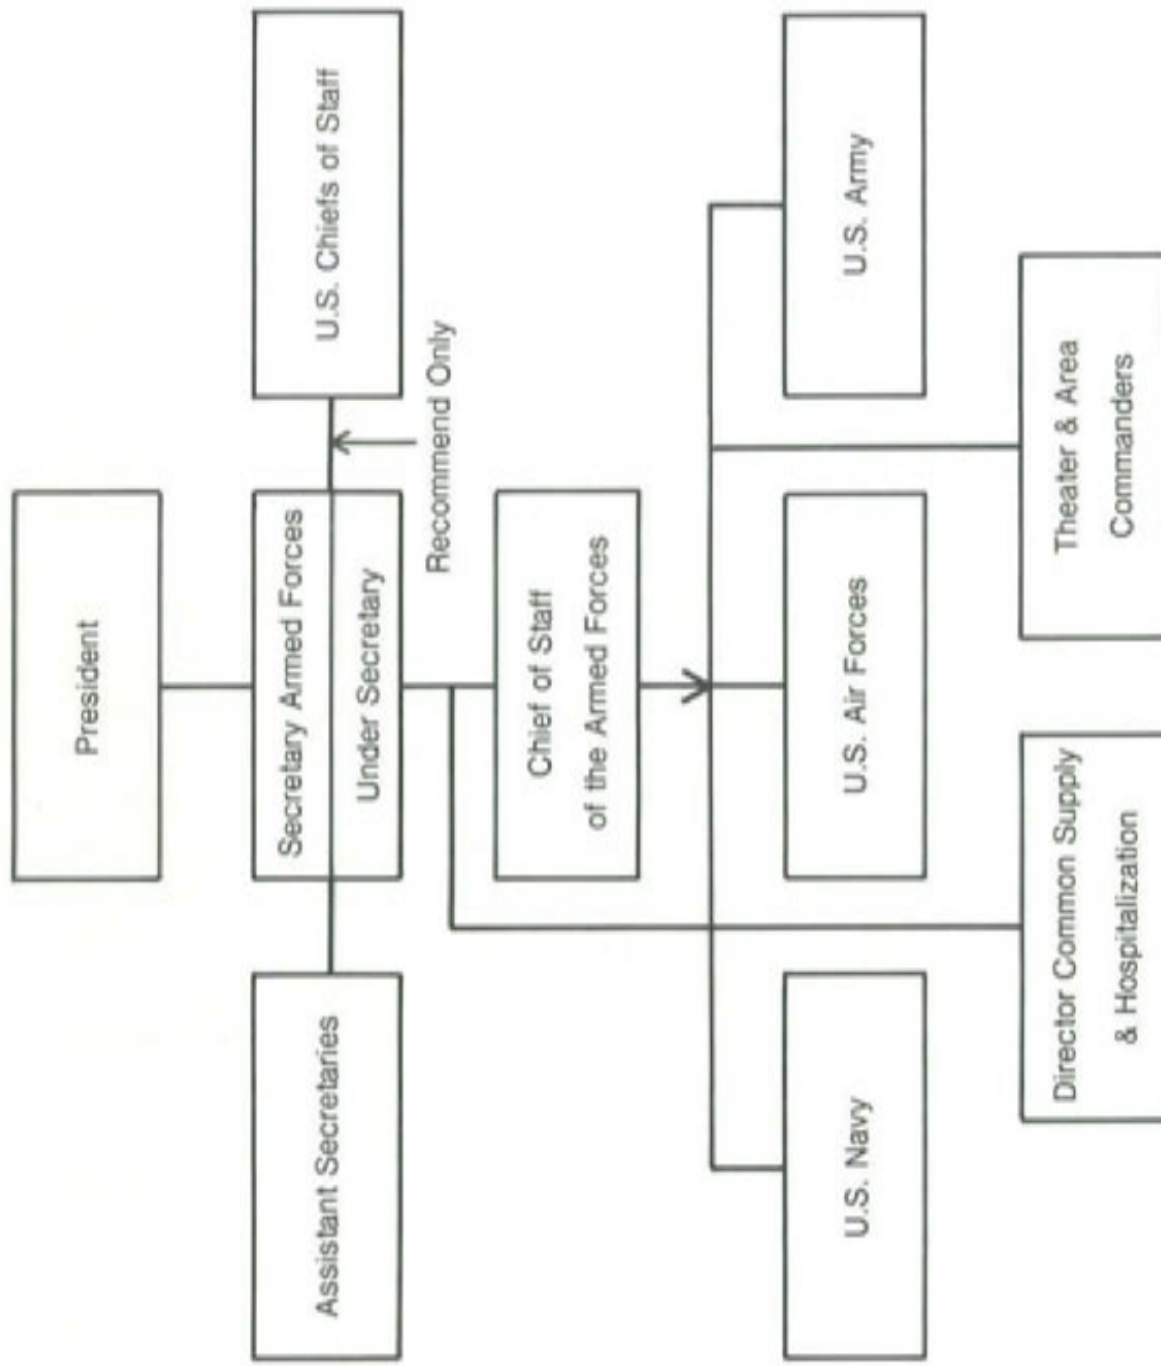 President
Assistant Secretaries
Secretary Armed Forces
Under Secretary
U.S. Chiefs of Staff
Recommend Only
Chief of Staff
of the Armed Forces
U.S. Navy
U.S. Air Forces
U.S. Army
Director Common Supply
& Hospitalization
Theater & Area
Commanders